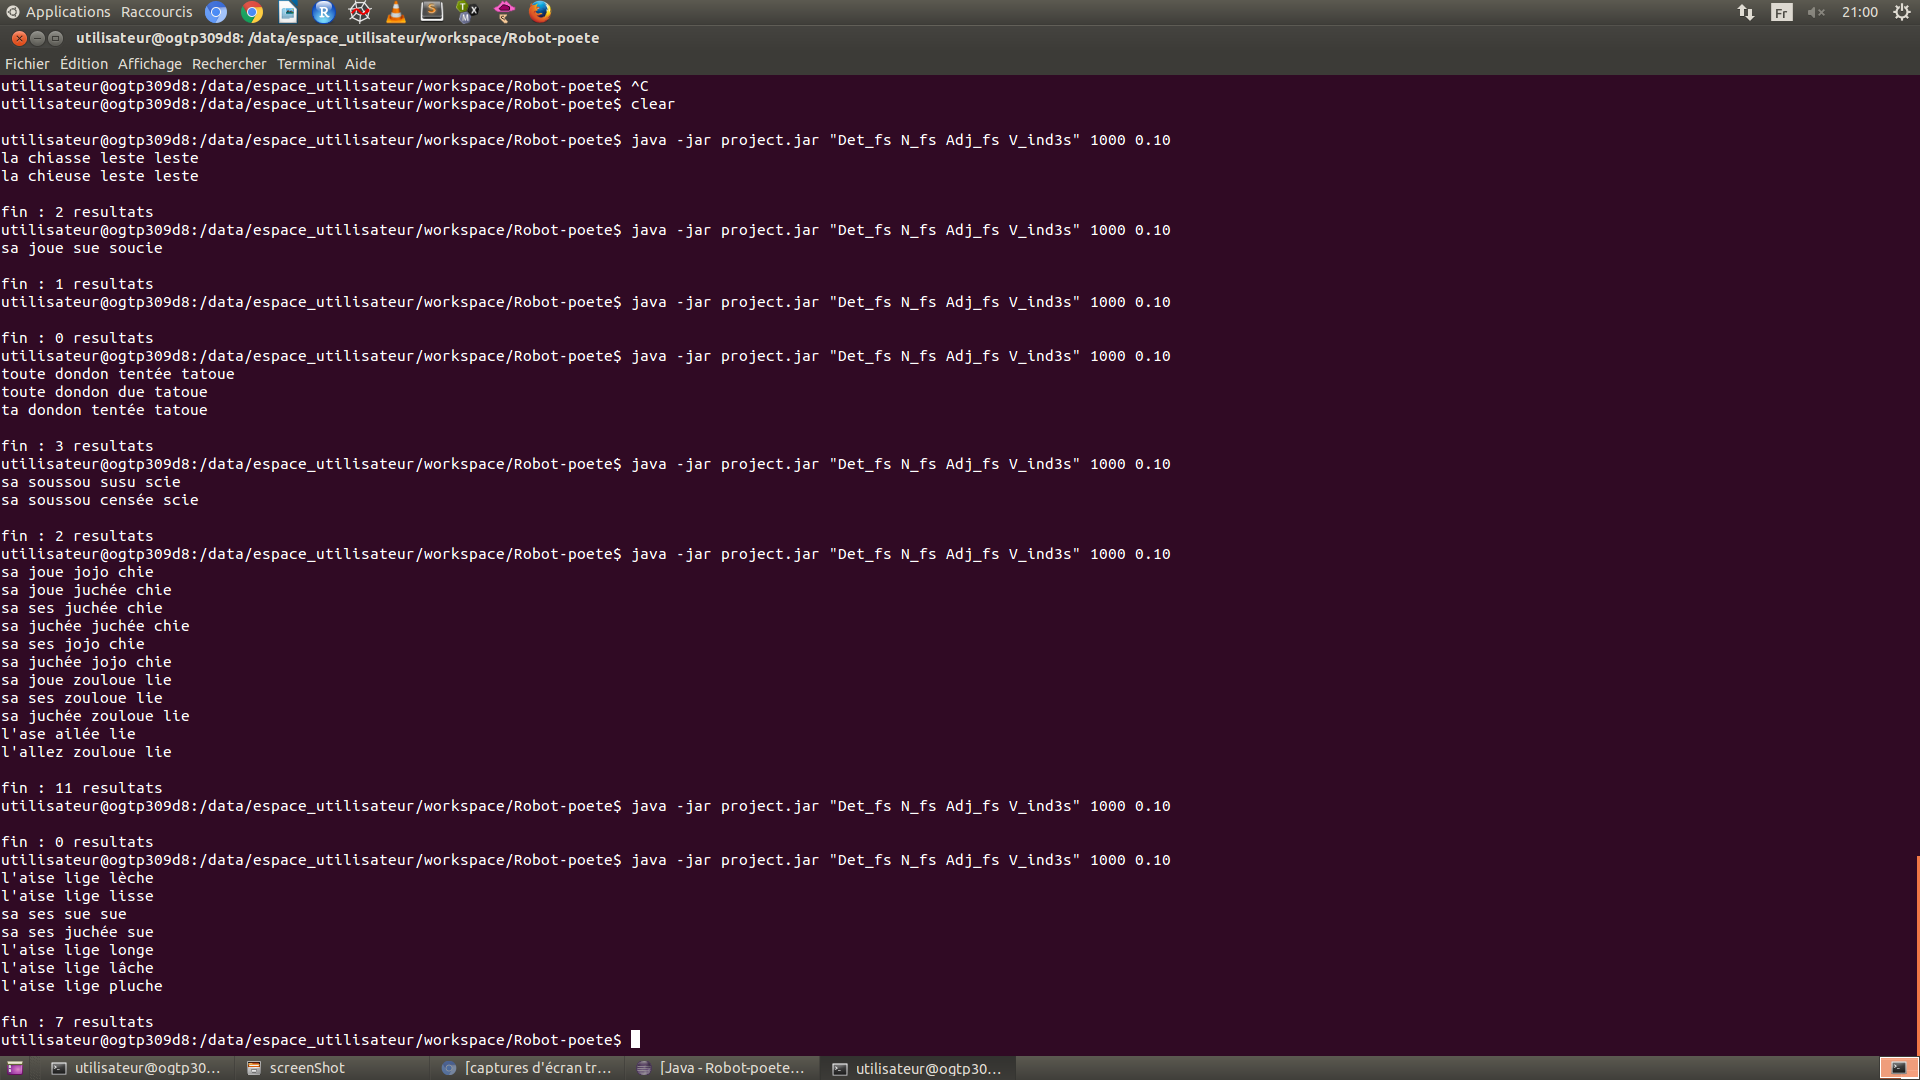 Applications Raccourcis Fr 21:00
utilisateur@ogtp309d8: /data/espace_utilisateur/workspace/Robot-poete
Fichier Édition Affichage Rechercher Terminal Aide
utilisateur@ogtp309d8:/data/espace_utilisateur/workspace/Robot-poete$ ^C
utilisateur@ogtp309d8:/data/espace_utilisateur/workspace/Robot-poete$ clear
utilisateur@ogtp309d8:/data/espace_utilisateur/workspace/Robot-poete$ java -jar project.jar "Det_fs N_fs Adj_fs V_ind3s" 1000 0.10
la chiasse leste leste
la chieuse leste leste
fin : 2 resultats
utilisateur@ogtp309d8:/data/espace_utilisateur/workspace/Robot-poete$ java -jar project.jar "Det_fs N_fs Adj_fs V_ind3s" 1000 0.10
sa joue sue soucie
fin : 1 resultats
utilisateur@ogtp309d8:/data/espace_utilisateur/workspace/Robot-poete$ java -jar project.jar "Det_fs N_fs Adj_fs V_ind3s" 1000 0.10
fin : 0 resultats
utilisateur@ogtp309d8:/data/espace_utilisateur/workspace/Robot-poete$ java -jar project.jar "Det_fs N_fs Adj_fs V_ind3s" 1000 0.10
toute dondon tentée tatoue
toute dondon due tatoue
ta dondon tentée tatoue
fin : 3 resultats
utilisateur@ogtp309d8:/data/espace_utilisateur/workspace/Robot-poete$ java -jar project.jar "Det_fs N_fs Adj_fs V_ind3s" 1000 0.10
sa soussou susu scie
sa soussou censée scie
fin : 2 resultats
utilisateur@ogtp309d8:/data/espace_utilisateur/workspace/Robot-poete$ java -jar project.jar "Det_fs N_fs Adj_fs V_ind3s" 1000 0.10
sa joue jojo chie
sa joue juchée chie
sa ses juchée chie
sa juchée juchée chie
sa ses jojo chie
sa juchée jojo chie
sa joue zouloue lie
sa ses zouloue lie
sa juchée zouloue lie
l'ase ailée lie
l'allez zouloue lie
fin : 11 resultats
utilisateur@ogtp309d8:/data/espace_utilisateur/workspace/Robot-poete$ java -jar project.jar "Det_fs N_fs Adj_fs V_ind3s" 1000 0.10
fin : 0 resultats
utilisateur@ogtp309d8:/data/espace_utilisateur/workspace/Robot-poete$ java -jar project.jar "Det_fs N_fs Adj_fs V_ind3s" 1000 0.10
l'aise lige lèche
l'aise lige lisse
sa ses sue sue
sa ses juchée sue
l'aise lige longe
l'aise lige lâche
l'aise lige pluche
fin : 7 resultats
utilisateur@ogtp309d8:/data/espace_utilisateur/workspace/Robot-poete$
utilisateur@ogtp30... screenShot [captures d'écran tr... [Java - Robot-poete... utilisateur@ogtp30...